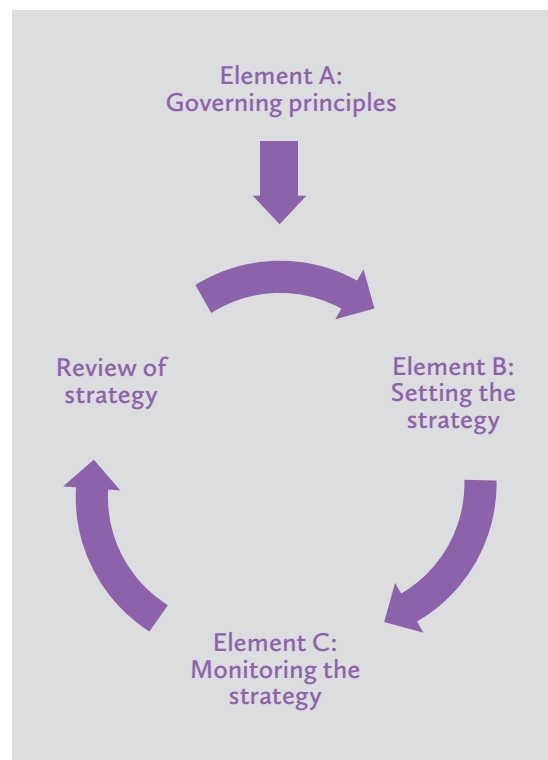 Element A:
Governing principles
Review of
strategy
Element B:
Setting the
strategy
Element C:
Monitoring the
strategy